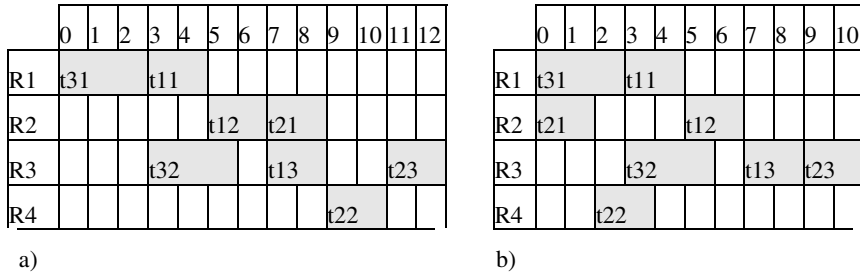 0 1 2 3 4 5 6 7 8 9 10 11 12
R1 t31 t11
R2 t12 t21
R3 t32 t13 t23
R4 t22
a)
0 1 2 3 4 5 6 7 8 9 10
R1 t31 t11
R2 t21 t12
R3 t32 t13 t23
R4 t22
b)